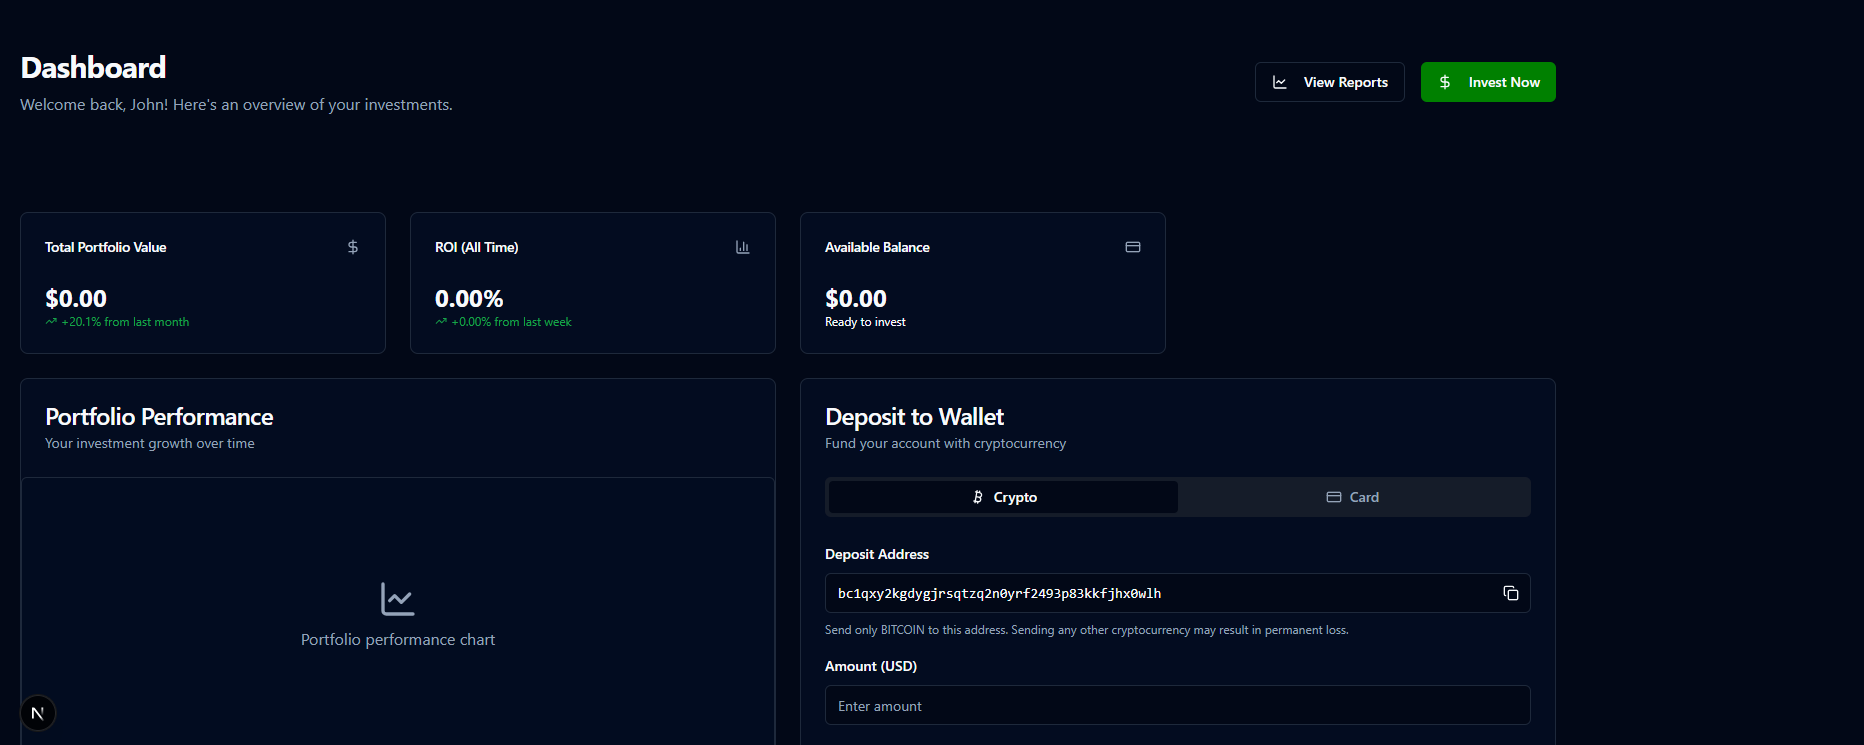 Dashboard
Welcome back, John! Here's an overview of your investments.
View Reports
Invest Now
Total Portfolio Value
$0.00
+20.1% from last month
ROI (All Time)
0.00%
+0.00% from last week
Available Balance
$0.00
Ready to invest
Portfolio Performance
Your investment growth over time
Portfolio performance chart
N
Deposit to Wallet
Fund your account with cryptocurrency
Crypto
Card
Deposit Address
bc1qxy2kgdygjrsqtzq2n0yrf2493p83kkfjhx0wlh
Send only BITCOIN to this address. Sending any other cryptocurrency may result in permanent loss.
Amount (USD)
Enter amount